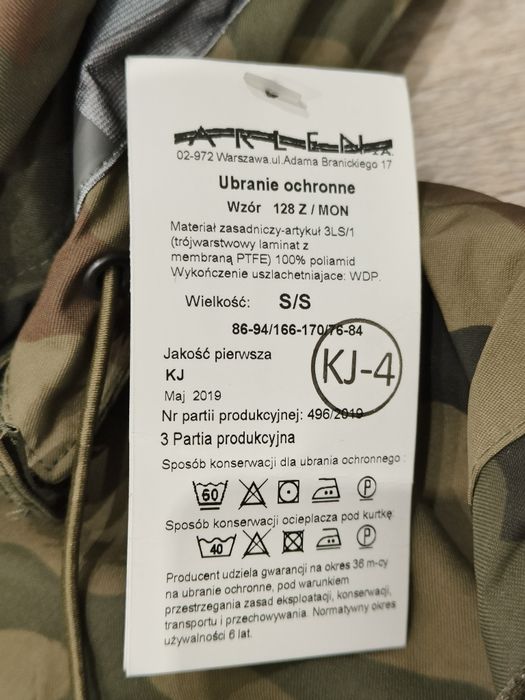 ARLEN S.A.
02-972 Warszawa.ul.Adama Branickiego 17
Ubranie ochronne
Wzór 128 Z / MON
Materiał zasadniczy-artykuł 3LS/1
(trójwarstwowy laminat z
membraną PTFE) 100% poliamid
Wykończenie uszlachetniajace: WDP.
Wielkość: S/S
86-94/166-170/76-84
Jakość pierwsza
KJ
KJ-4
Maj 2019
Nr partii produkcyjnej: 496/2019
3 Partia produkcyjna
Sposób konserwacji dla ubrania ochronnego :
60 P
Sposób konserwacji ocieplacza pod kurtkę:
40 P
Producent udziela gwarancji na okres 36 m-cy
na ubranie ochronne, pod warunkiem
przestrzegania zasad eksploatacji, konserwacji,
transportu i przechowywania. Normatywny okres
używalności 6 lat.